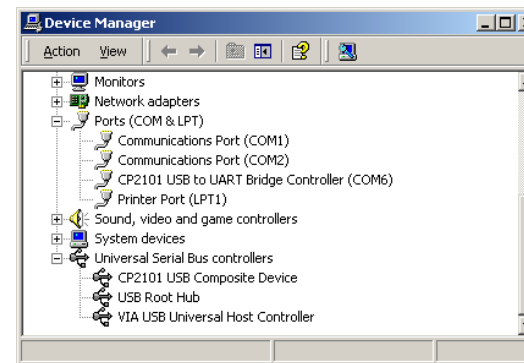 Device Manager
Action View
Monitors
Network adapters
Ports (COM & LPT)
Communications Port (COM1)
Communications Port (COM2)
CP2101 USB to UART Bridge Controller (COM6)
Printer Port (LPT1)
Sound, video and game controllers
System devices
Universal Serial Bus controllers
CP2101 USB Composite Device
USB Root Hub
VIA USB Universal Host Controller